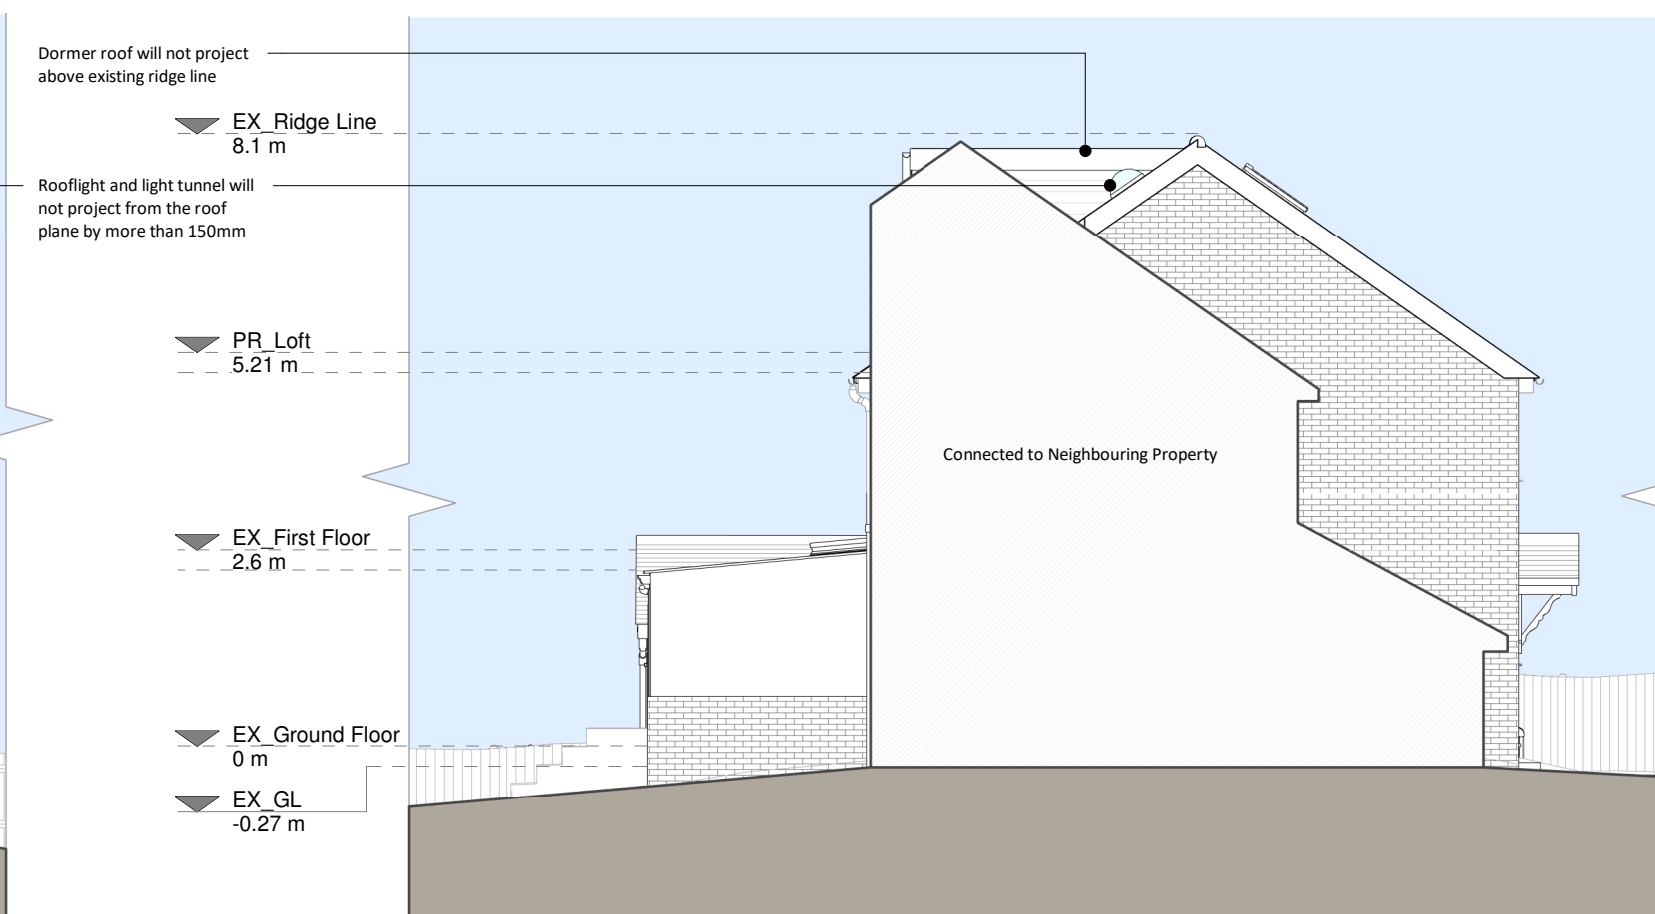 Dormer roof will not project
above existing ridge line
EX_Ridge Line
8.1 m
Rooflight and light tunnel will
not project from the roof
plane by more than 150mm
PR_Loft
5.21 m
Connected to Neighbouring Property
EX_First Floor
2.6 m
EX_Ground Floor
0 m
EX_GL
-0.27 m